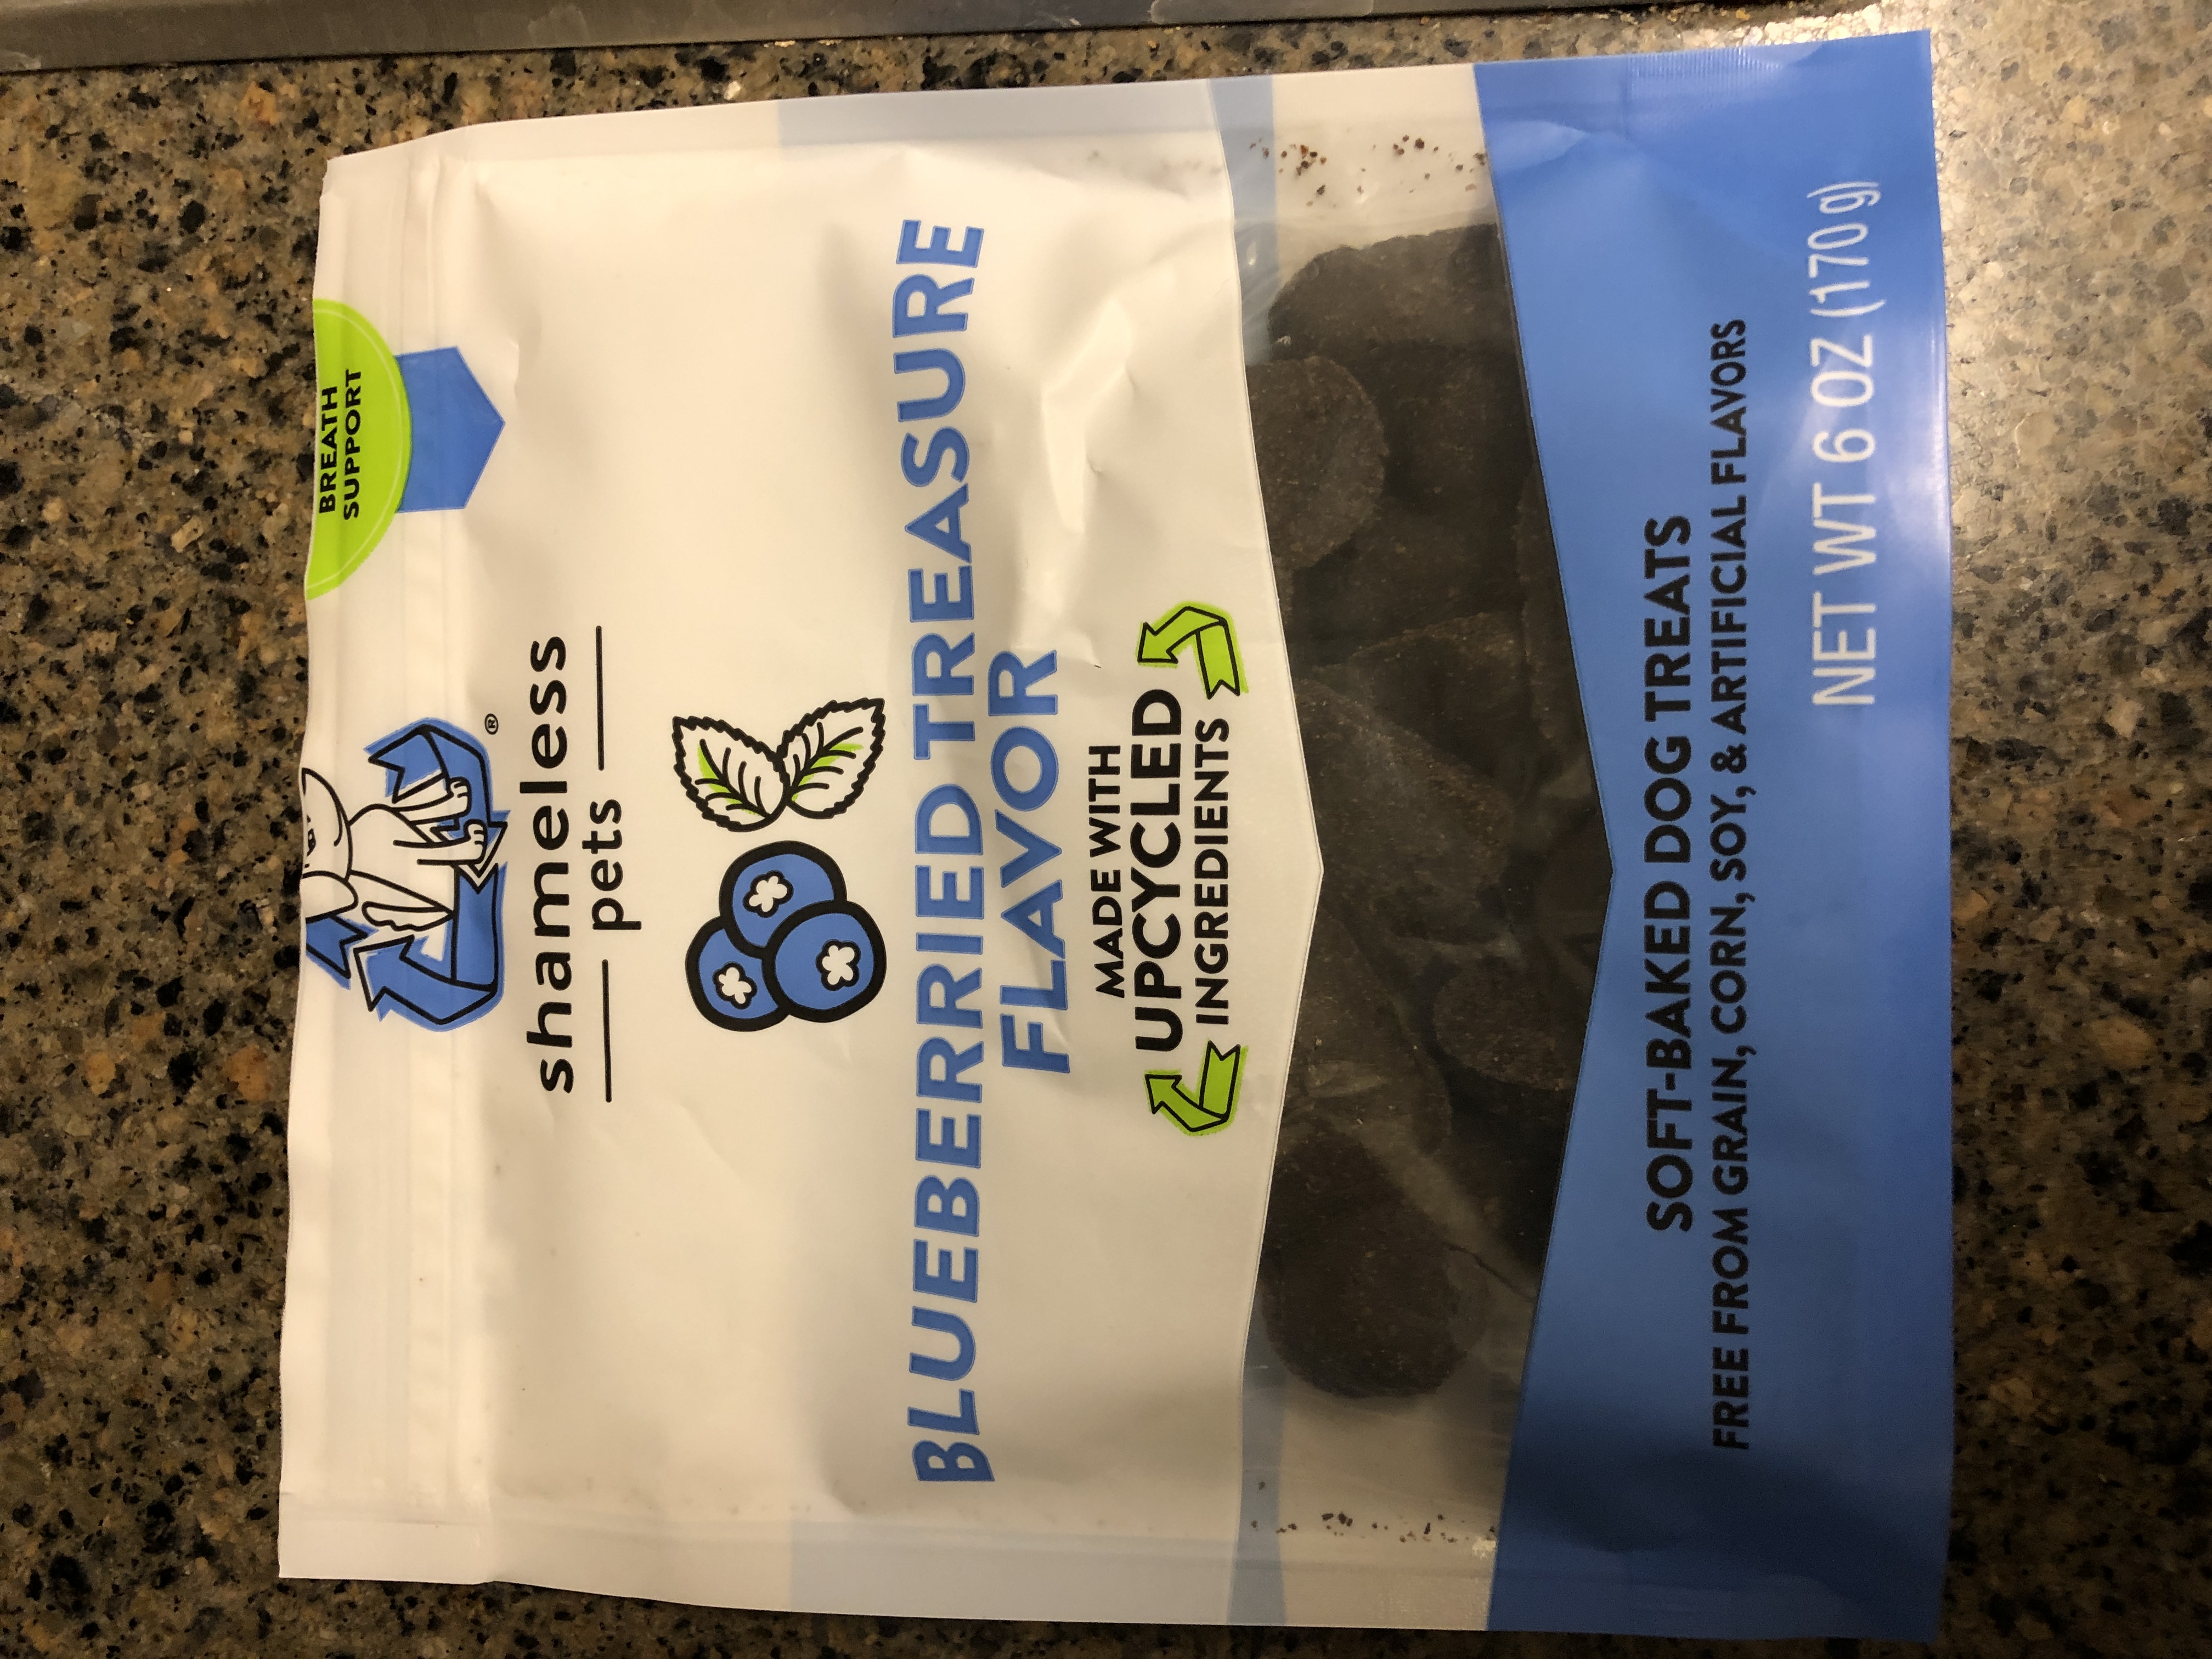 BREATH
SUPPORT
®
shameless
pets
BLUEBERRIED TREASURE
FLAVOR
MADE WITH
UPCYCLED
INGREDIENTS
SOFT-BAKED DOG TREATS
FREE FROM GRAIN, CORN, SOY, & ARTIFICIAL FLAVORS
NET WT 6 OZ (170 g)